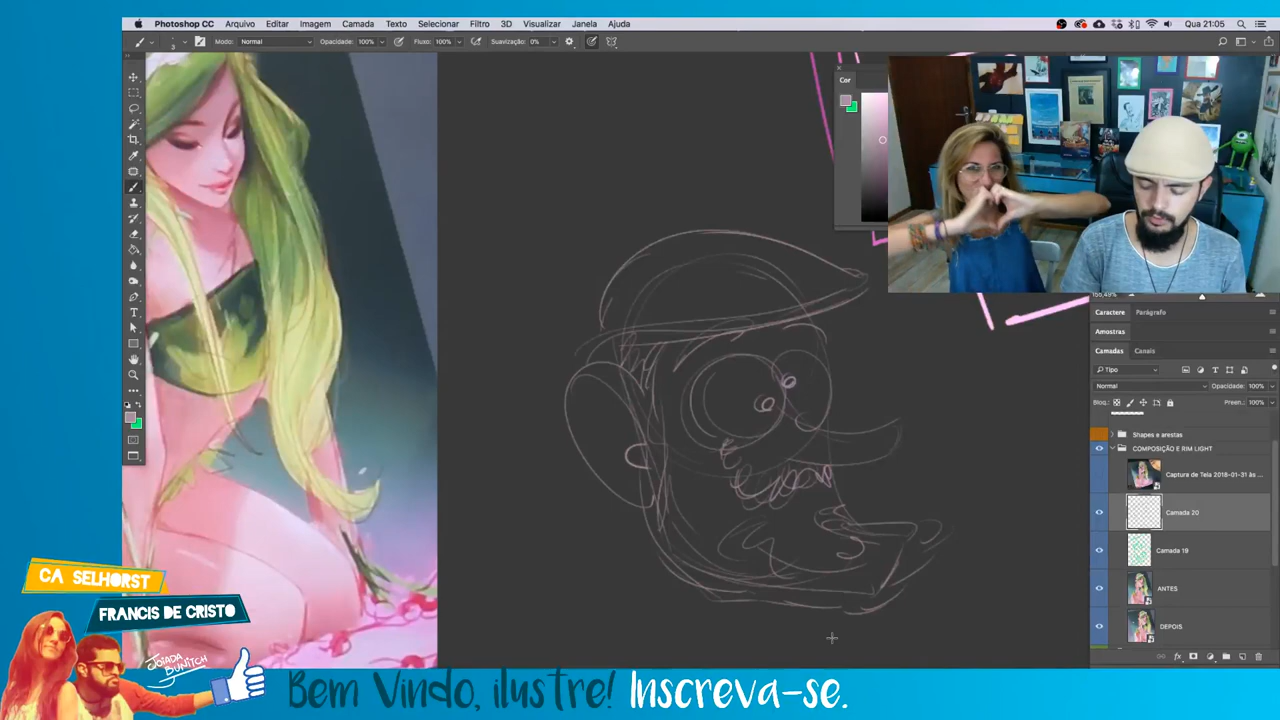 Photoshop CC Arquivo Editar Imagem Camada Texto Selecionar Filtro 3D Visualizar Janela Ajuda Qua 21:05
3 Modo: Normal Opacidade: 100% Fluxo: 100% Suavização: 0%
Cor
Caractere Parágrafo
Amostras
Camadas Canais
Tipo
Normal Opacidade: 100%
100%
Shapes e arestas
COMPOSIÇÃO E RIM LIGHT
Captura de Tela 2018-01-31 às ...
Camada 20
Camada 19
ANTES
DEPOIS
CA SELHORST
FRANCIS DE CRISTO
Bem Vindo, ilustre! Inscreva-se.